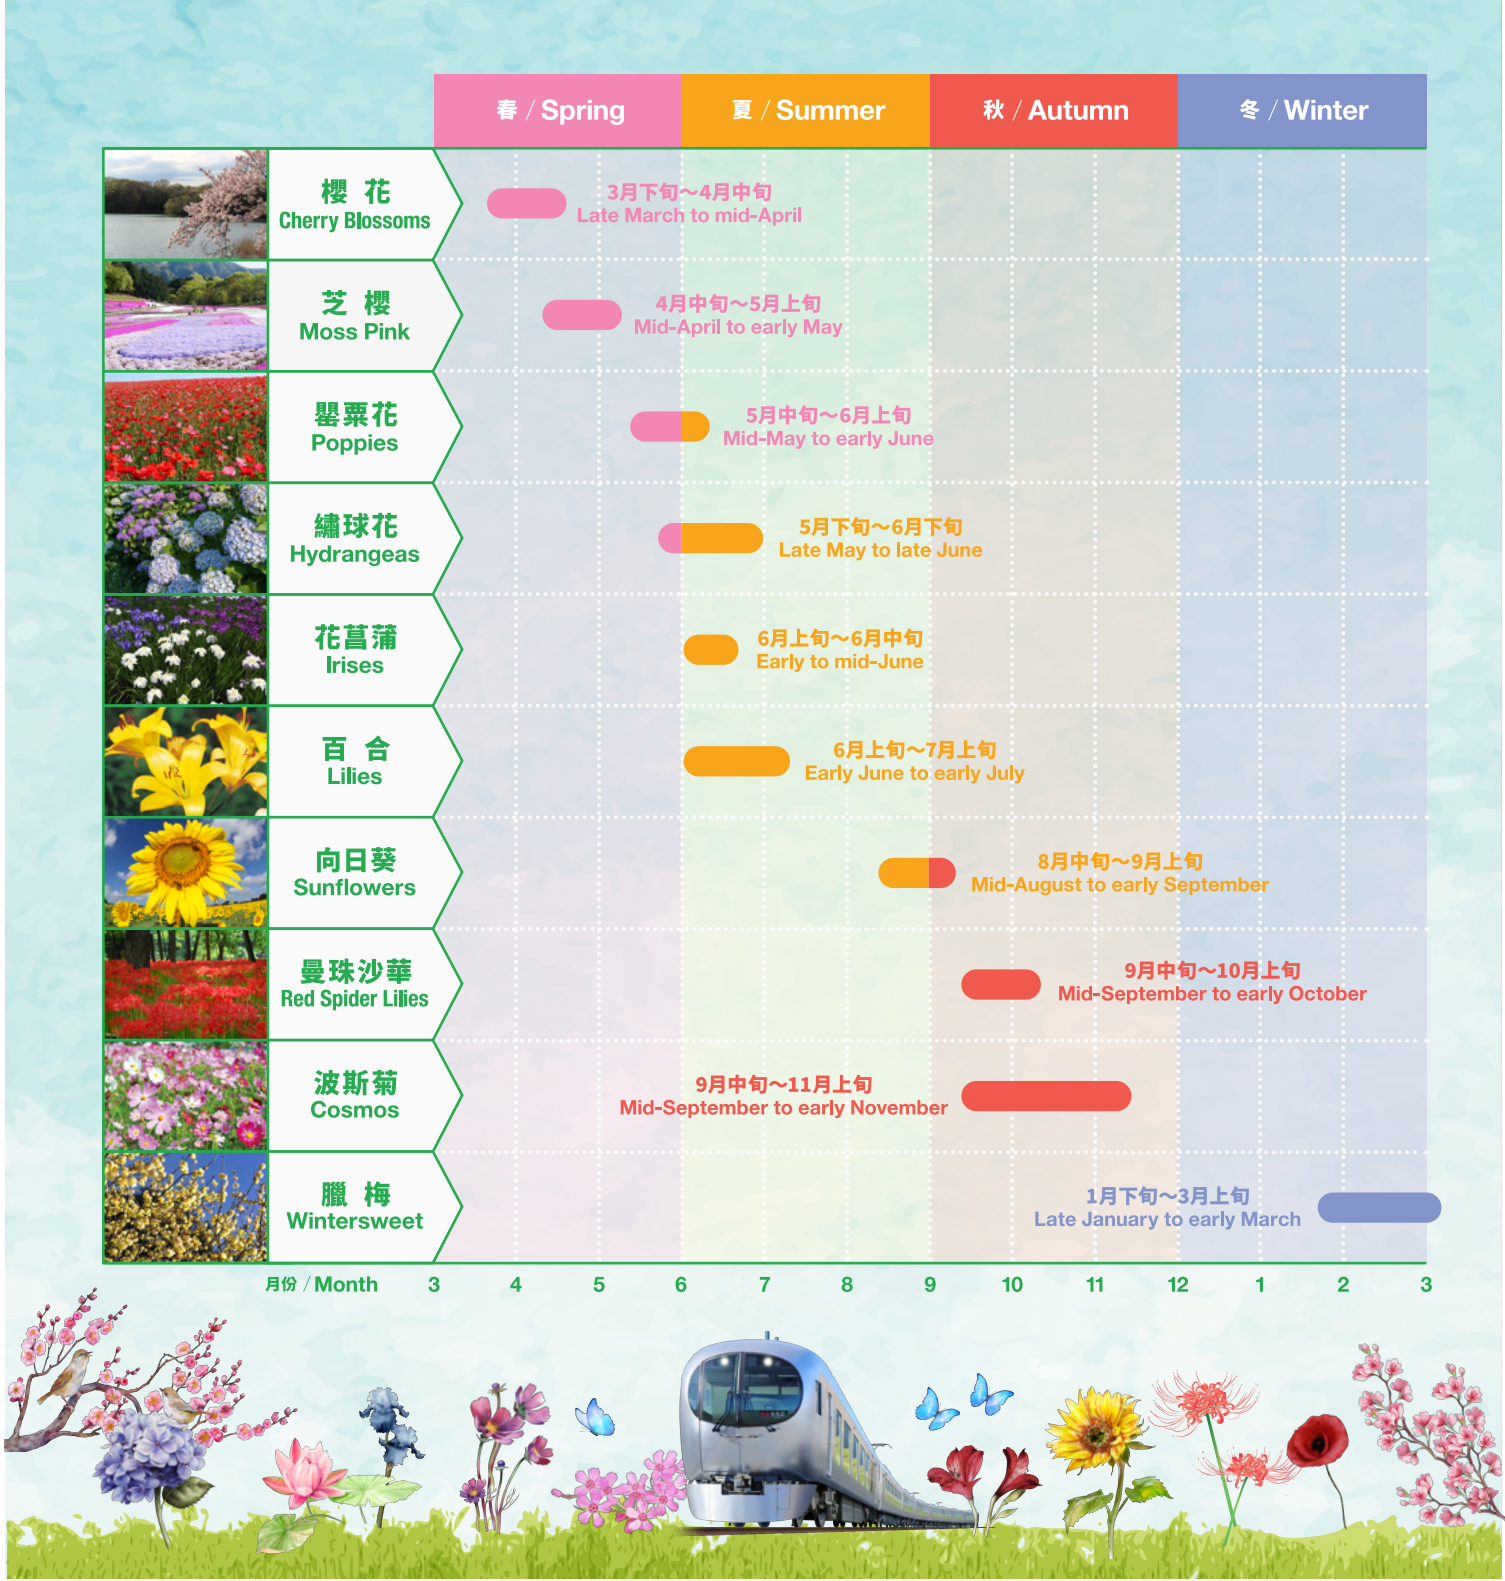 春 / Spring
夏 / Summer
秋 / Autumn
冬 / Winter
櫻 花
Cherry Blossoms
3月下旬～4月中旬
Late March to mid-April
芝 櫻
Moss Pink
4月中旬～5月上旬
Mid-April to early May
罌粟花
Poppies
5月中旬～6月上旬
Mid-May to early June
繡球花
Hydrangeas
5月下旬～6月下旬
Late May to late June
花菖蒲
Irises
6月上旬～6月中旬
Early to mid-June
百 合
Lilies
6月上旬～7月上旬
Early June to early July
向日葵
Sunflowers
8月中旬～9月上旬
Mid-August to early September
曼珠沙華
Red Spider Lilies
9月中旬～10月上旬
Mid-September to early October
波斯菊
Cosmos
9月中旬～11月上旬
Mid-September to early November
臘 梅
Wintersweet
1月下旬～3月上旬
Late January to early March
月份 / Month 3 4 5 6 7 8 9 10 11 12 1 2 3